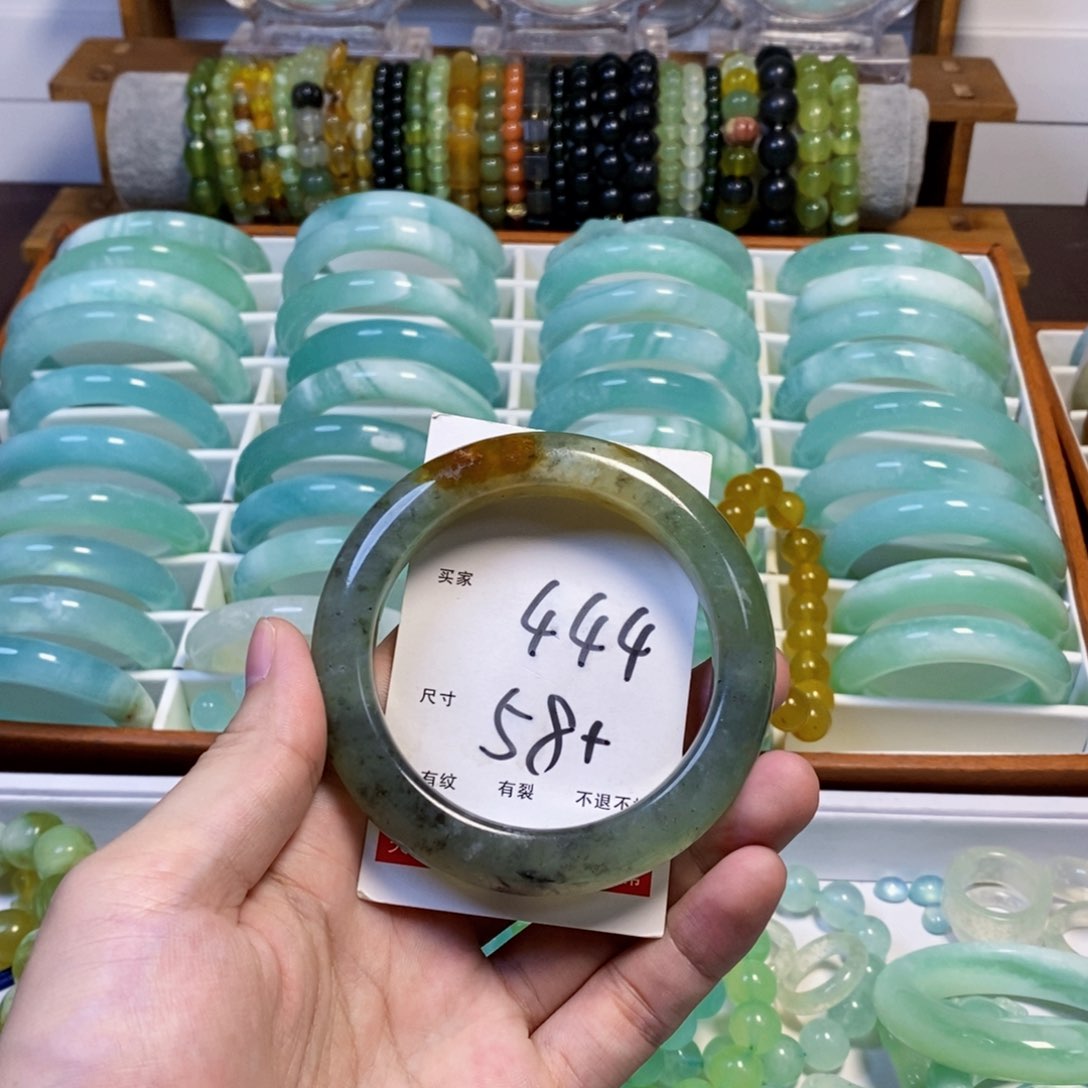 买家
444
尺寸
58+
有纹 有裂 不退不